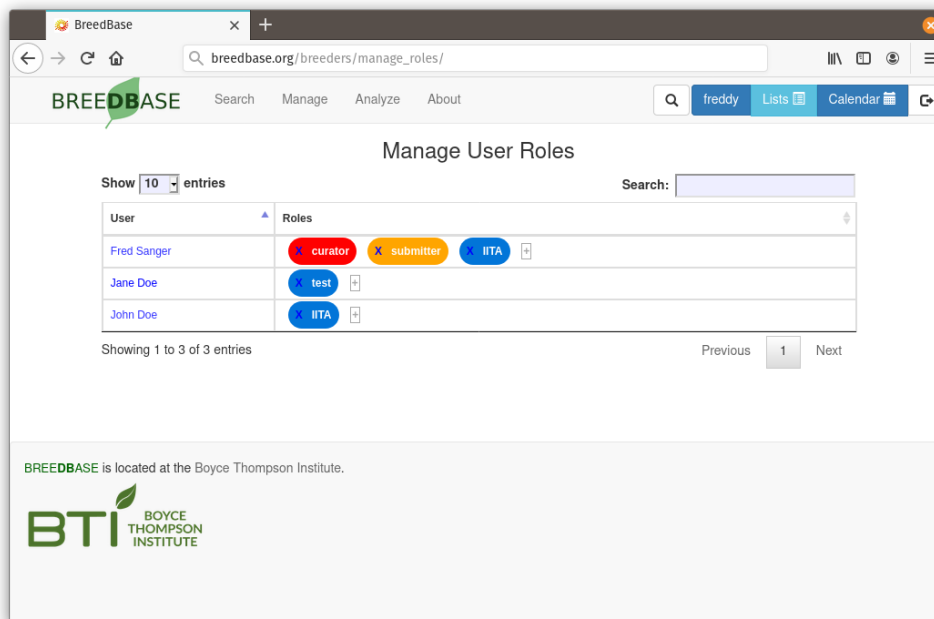 BreedBase
breedbase.org/breeders/manage_roles/
BREEDBASE Search Manage Analyze About freddy Lists Calendar
Manage User Roles
Show 10 entries Search:
User Roles
Fred Sanger X curator X submitter X IITA +
Jane Doe X test +
John Doe X IITA +
Showing 1 to 3 of 3 entries Previous 1 Next
BREEDBASE is located at the Boyce Thompson Institute.
BTI BOYCE
THOMPSON
INSTITUTE